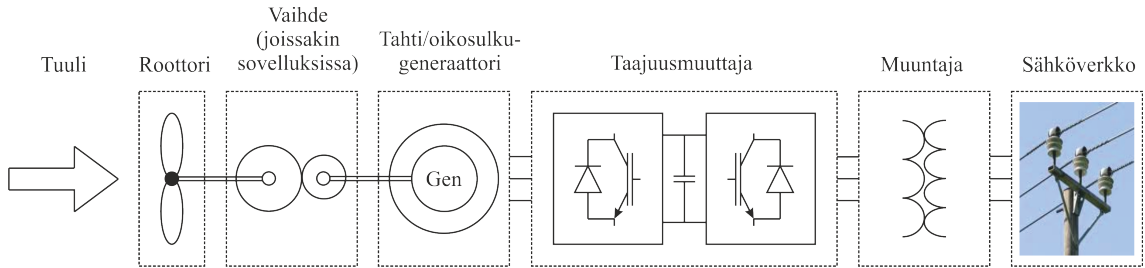 Tuuli
Roottori
Vaihde
(joissakin
sovelluksissa)
Tahti/oikosulku-
generaattori
Taajuusmuuttaja
Muuntaja
Sähköverkko
Gen